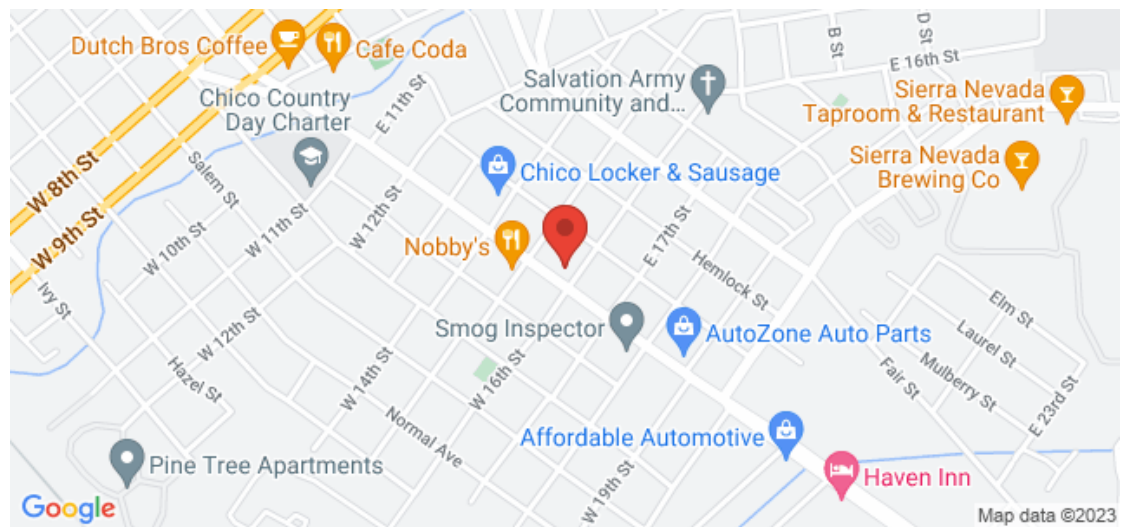 Dutch Bros Coffee
Cafe Coda
B St
D St
E 16th St
Salvation Army
Community and...
Sierra Nevada
Taproom & Restaurant
Chico Country
Day Charter
E 11th St
W 8th St
Salem St
Chico Locker & Sausage
Sierra Nevada
Brewing Co
W 9th St
W 10th St
W 11th St
W 12th St
Nobby's
E 17th St
Hemlock St
Ivy St
W 12th St
Smog Inspector
AutoZone Auto Parts
Elm St
Laurel St
Hazel St
W 14th St
W 16th St
Fair St
Mulberry St
E 23rd St
Normal Ave
Affordable Automotive
Pine Tree Apartments
W 19th St
Haven Inn
Google
Map data ©2023